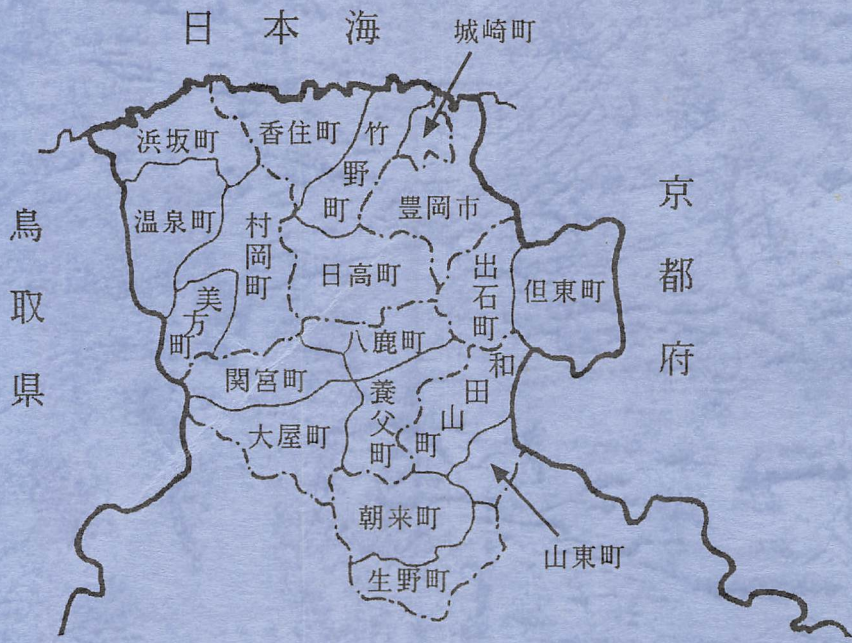 日本海
城崎町
浜坂町
香住町
竹野町
豊岡市
温泉町
村岡町
日高町
出石町
但東町
京都府
鳥取県
美方町
八鹿町
和田山町
関宮町
養父町
大屋町
朝来町
山東町
生野町